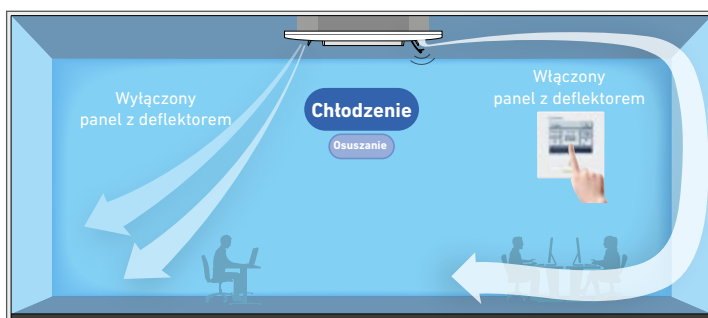 Wyłączony
panel z deflektorem
Chłodzenie
Osuszanie
Włączony
panel z deflektorem